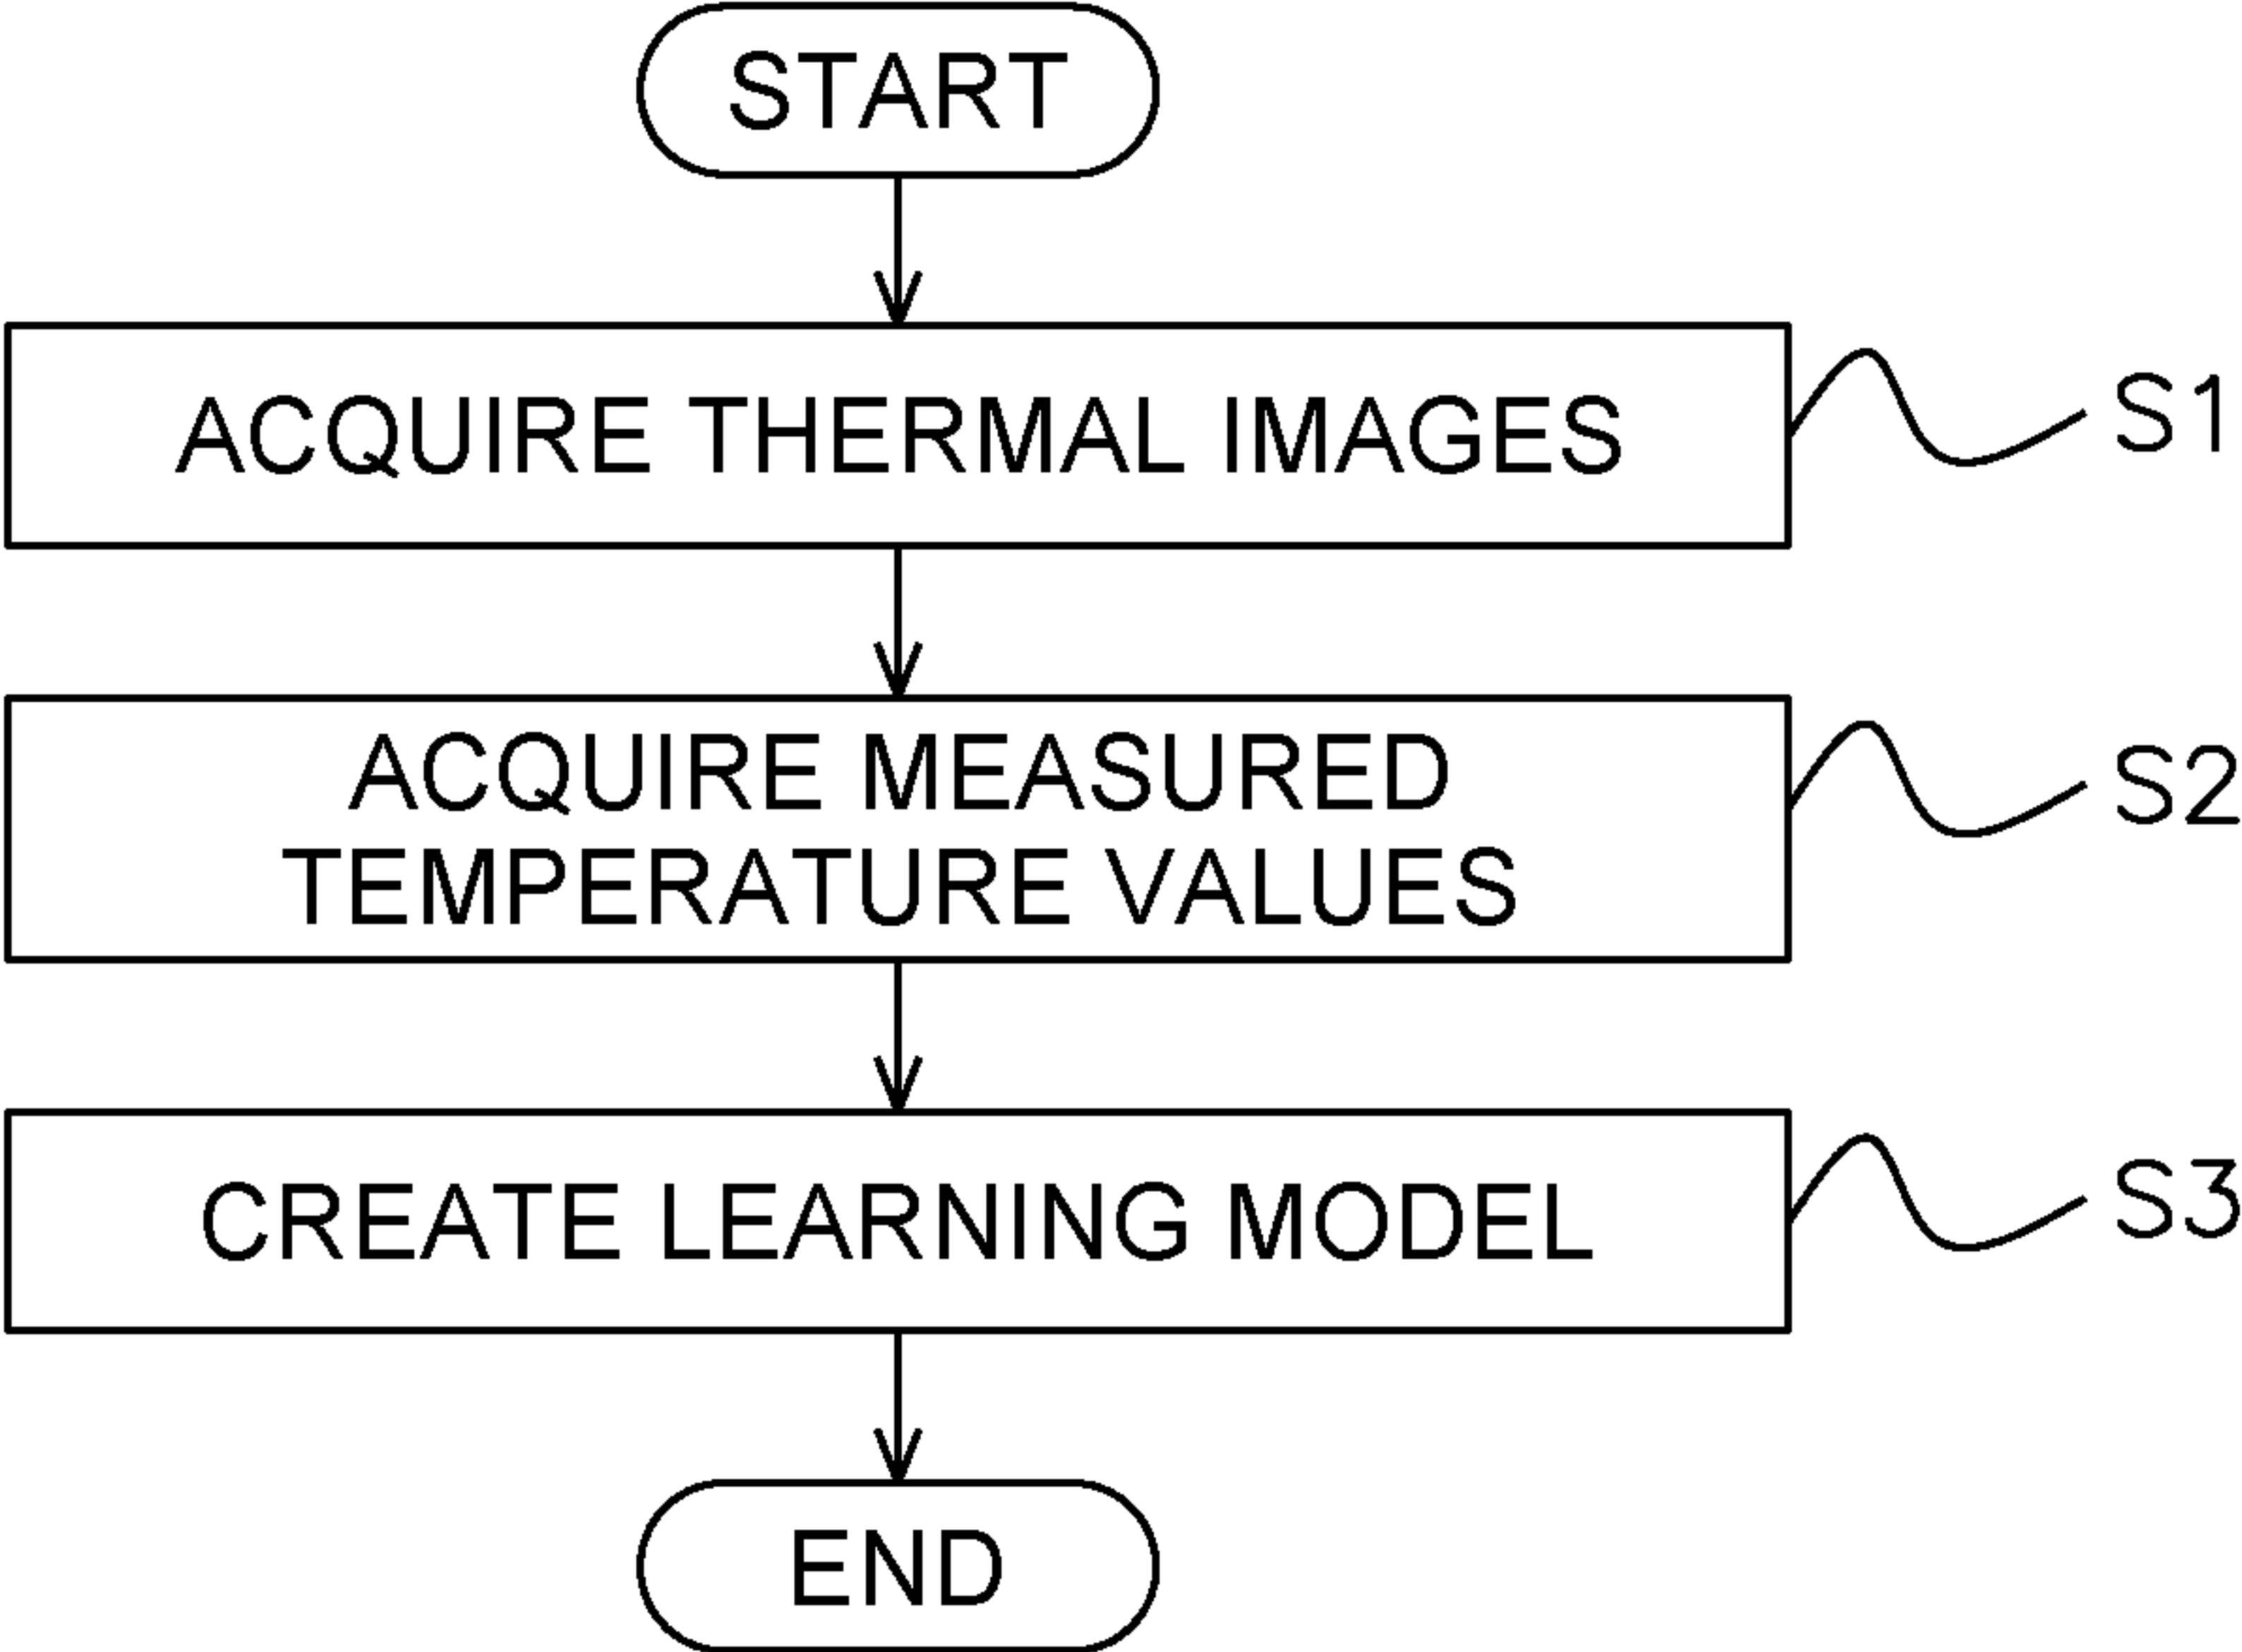 START
ACQUIRE THERMAL IMAGES
S1
ACQUIRE MEASURED
TEMPERATURE VALUES
S2
CREATE LEARNING MODEL
S3
END